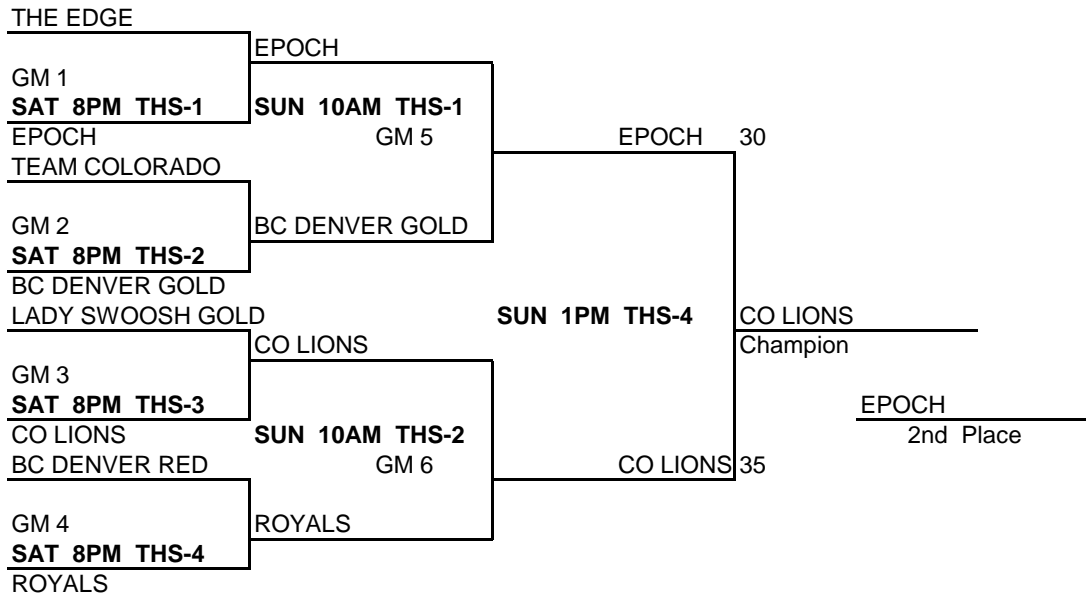 THE EDGE
EPOCH
GM 1
SAT 8PM THS-1 SUN 10AM THS-1
EPOCH GM 5 EPOCH 30
TEAM COLORADO
GM 2 BC DENVER GOLD
SAT 8PM THS-2
BC DENVER GOLD
LADY SWOOSH GOLD SUN 1PM THS-4 CO LIONS
CO LIONS Champion
GM 3
SAT 8PM THS-3 EPOCH
CO LIONS SUN 10AM THS-2 2nd Place
BC DENVER RED GM 6 CO LIONS 35
GM 4 ROYALS
SAT 8PM THS-4
ROYALS